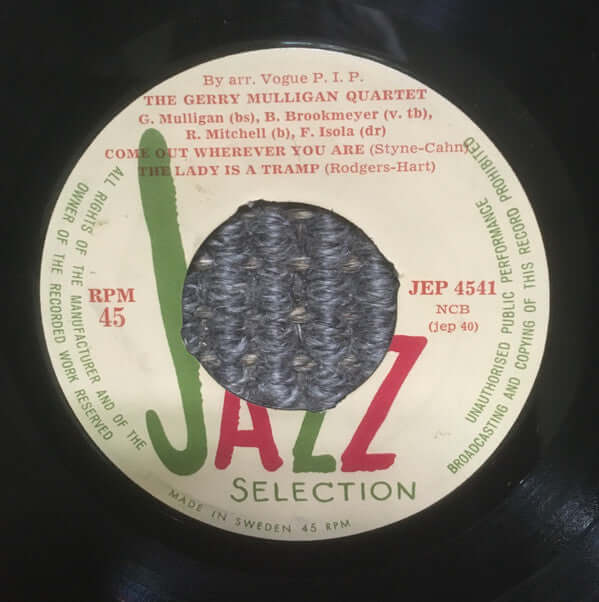 By arr. Vogue P. I. P.
THE GERRY MULLIGAN QUARTET
G. Mulligan (bs), B. Brookmeyer (v. tb),
R. Mitchell (b), F. Isola (dr)
COME OUT WHEREVER YOU ARE (Styne-Cahn)
THE LADY IS A TRAMP (Rodgers-Hart)
ALL RIGHTS OF THE MANUFACTURER AND OF THE
OWNER OF THE RECORDED WORK RESERVED
RPM
45
JEP 4541
NCB
(jep 40)
UNAUTHORISED PUBLIC PERFORMANCE
BROADCASTING AND COPYING OF THIS RECORD PROHIBITED
JAZZ
SELECTION
MADE IN SWEDEN 45 RPM